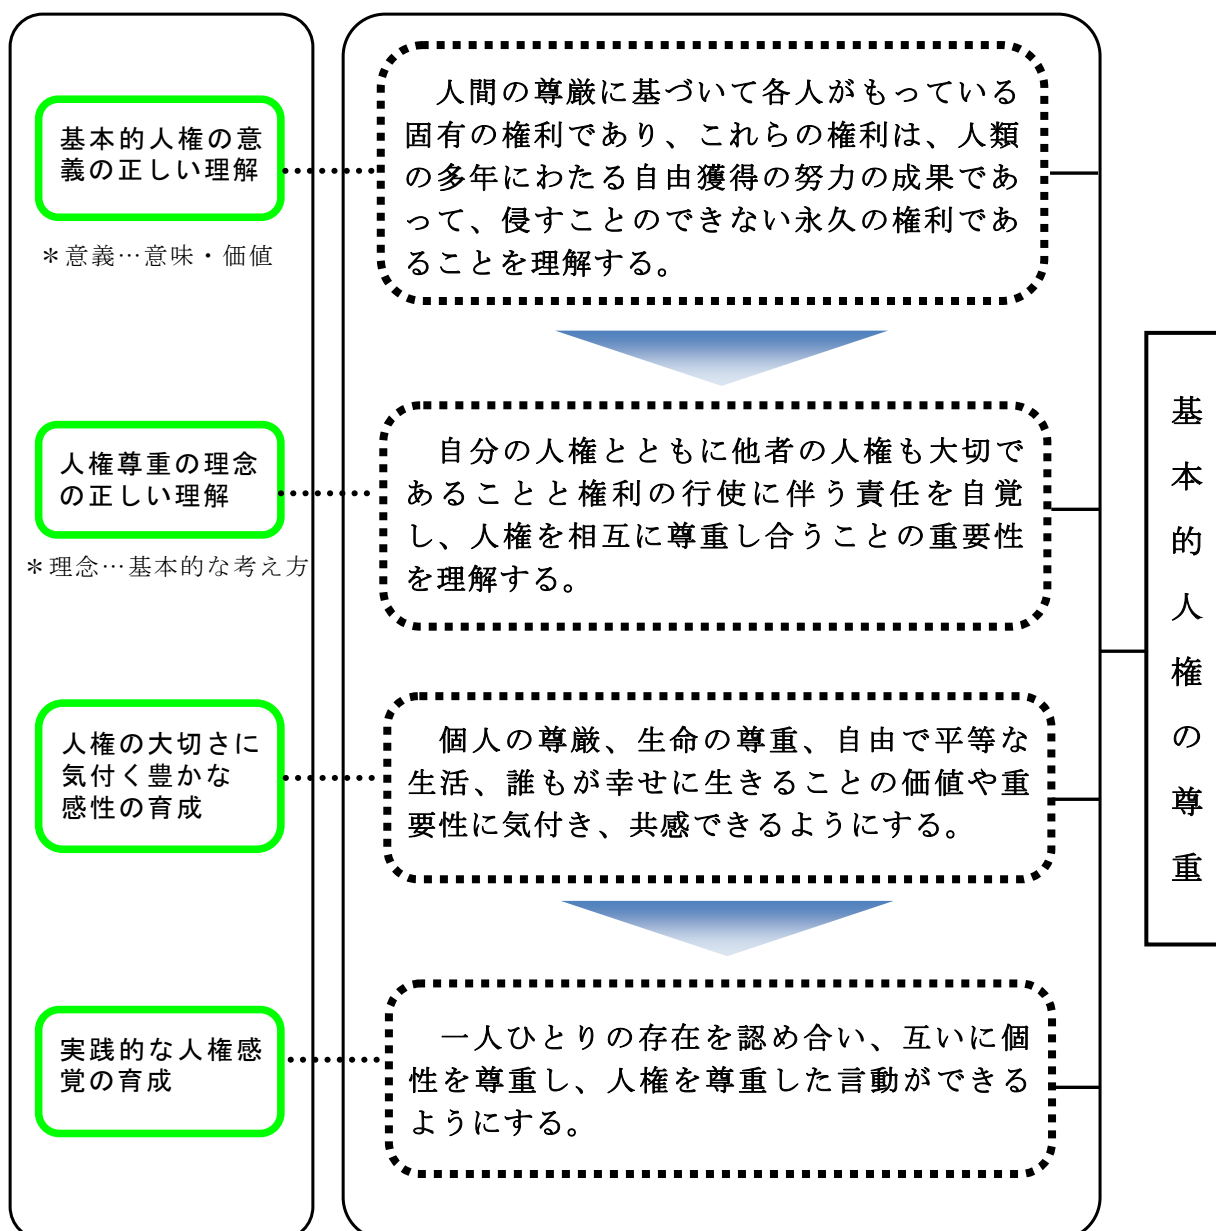 基本的人権の意
義の正しい理解
＊意義…意味・価値
人間の尊厳に基づいて各人がもっている
固有の権利であり、これらの権利は、人類
の多年にわたる自由獲得の努力の成果であ
って、侵すことのできない永久の権利であ
ることを理解する。
人権尊重の理念
の正しい理解
＊理念…基本的な考え方
自分の人権とともに他者の人権も大切で
あることと権利の行使に伴う責任を自覚
し、人権を相互に尊重し合うことの重要性
を理解する。
人権の大切さに
気付く豊かな
感性の育成
個人の尊厳、生命の尊重、自由で平等な
生活、誰もが幸せに生きることの価値や重
要性に気付き、共感できるようにする。
実践的な人権感
覚の育成
一人ひとりの存在を認め合い、互いに個
性を尊重し、人権を尊重した言動ができる
ようにする。
基本的人権の尊重